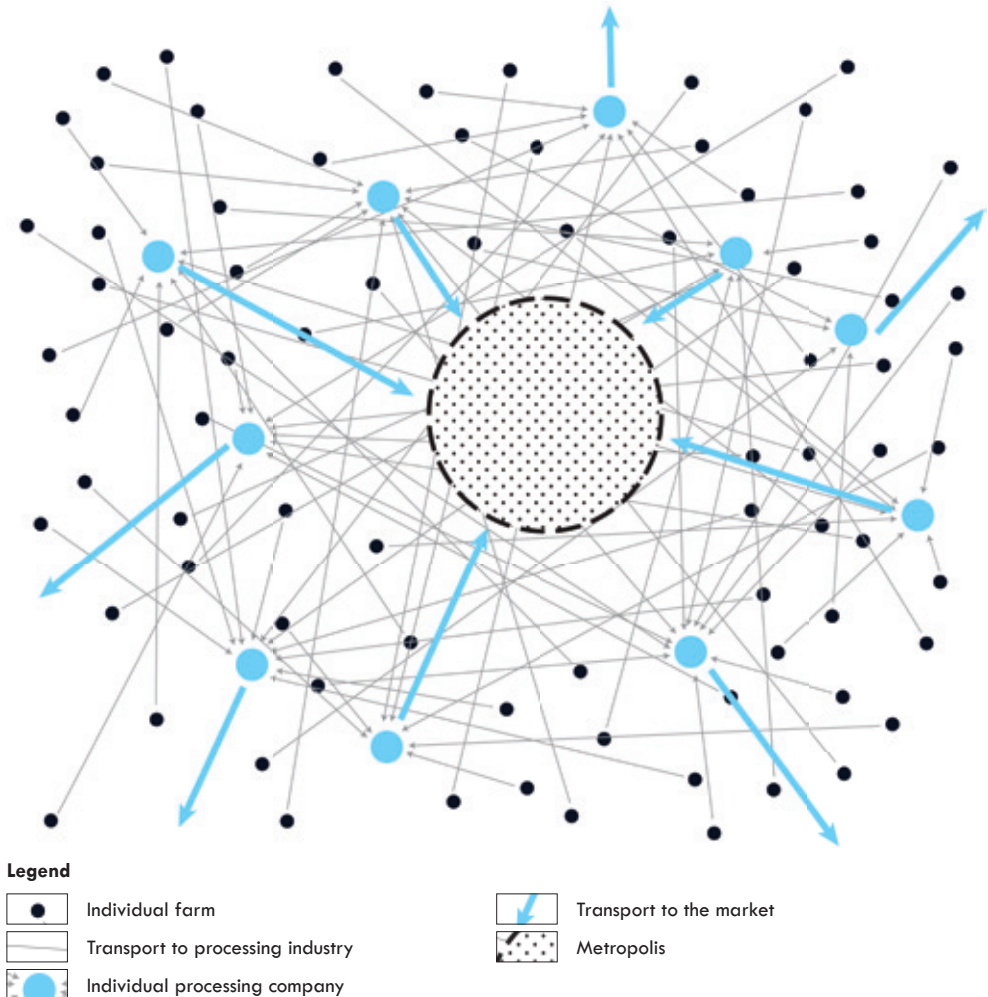 Legend
Individual farm
Transport to processing industry
Individual processing company
Transport to the market
Metropolis